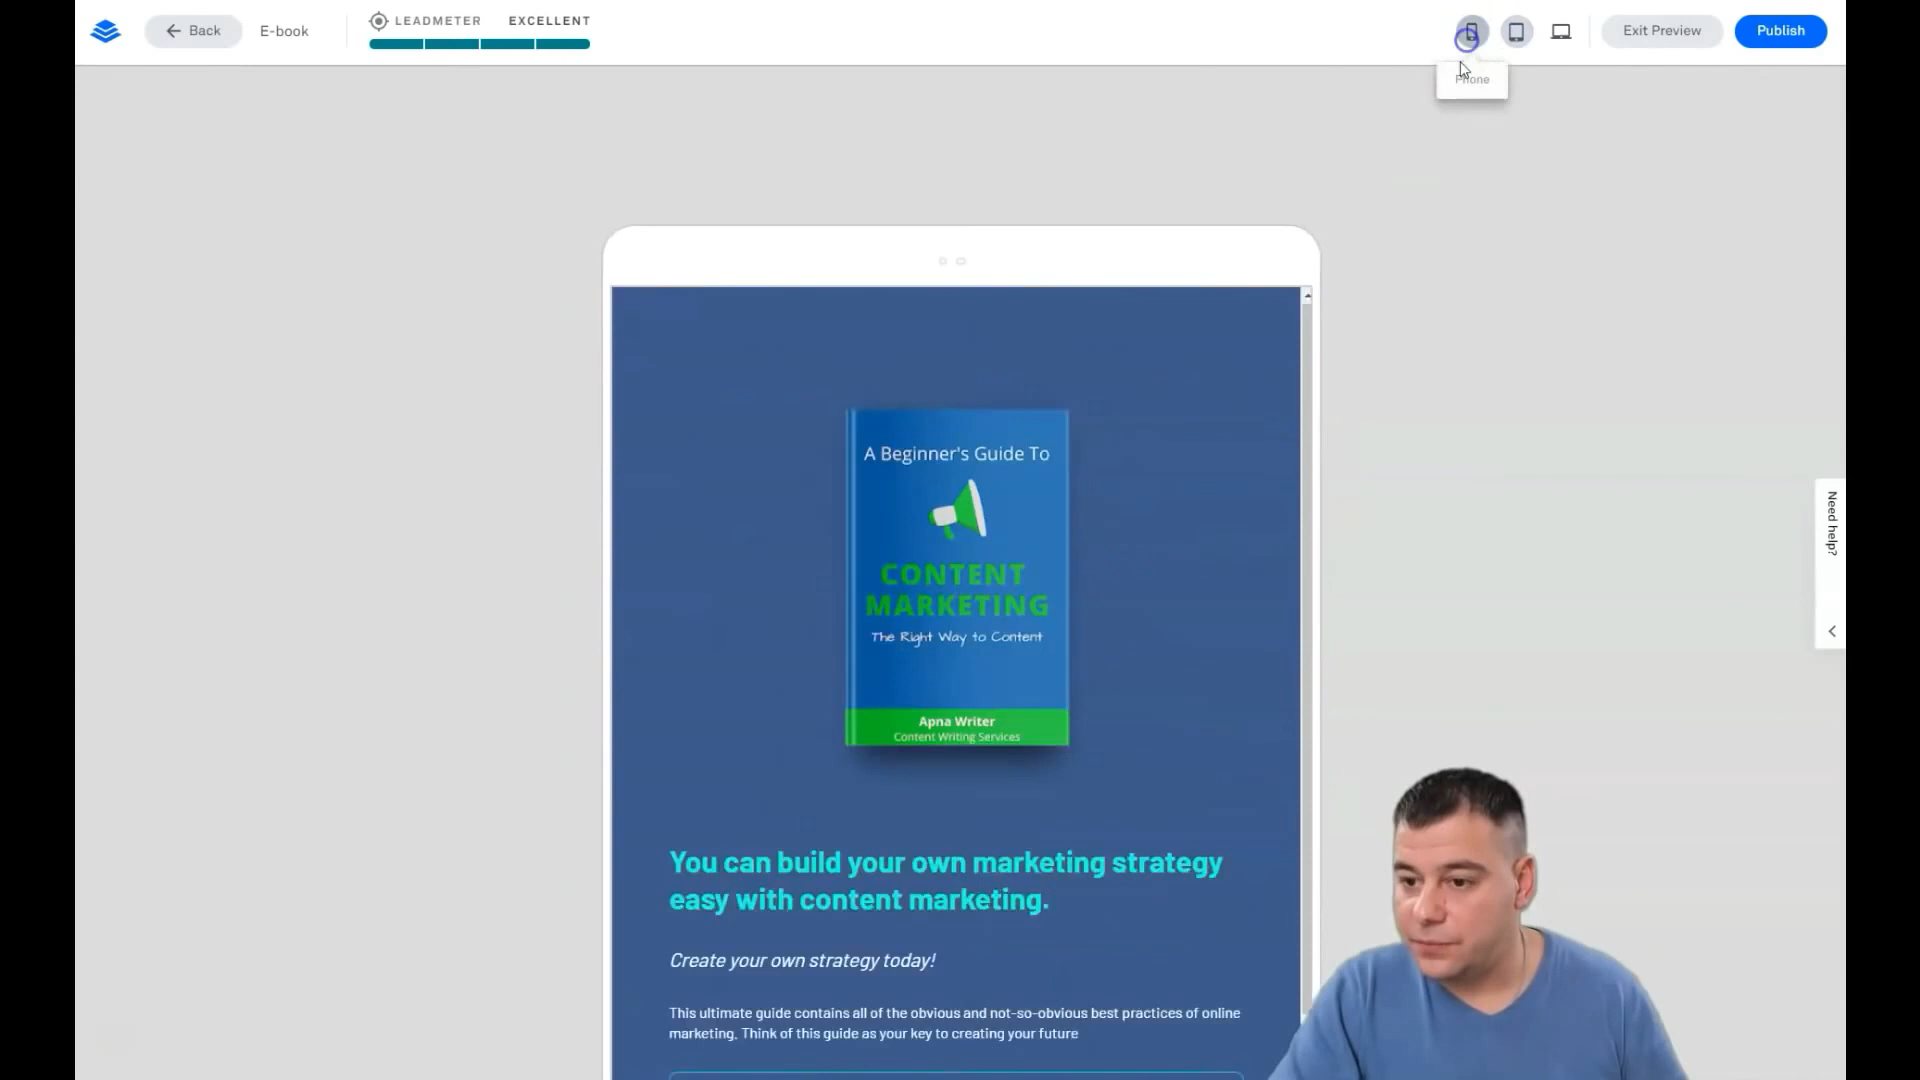 Back
E-book
LEADMETER EXCELLENT
Exit Preview
Publish
Phone
Need help?
A Beginner's Guide To
CONTENT
MARKETING
The Right Way to Content
Apna Writer
Content Writing Services
You can build your own marketing strategy
easy with content marketing.
Create your own strategy today!
This ultimate guide contains all of the obvious and not-so-obvious best practices of online
marketing. Think of this guide as your key to creating your future